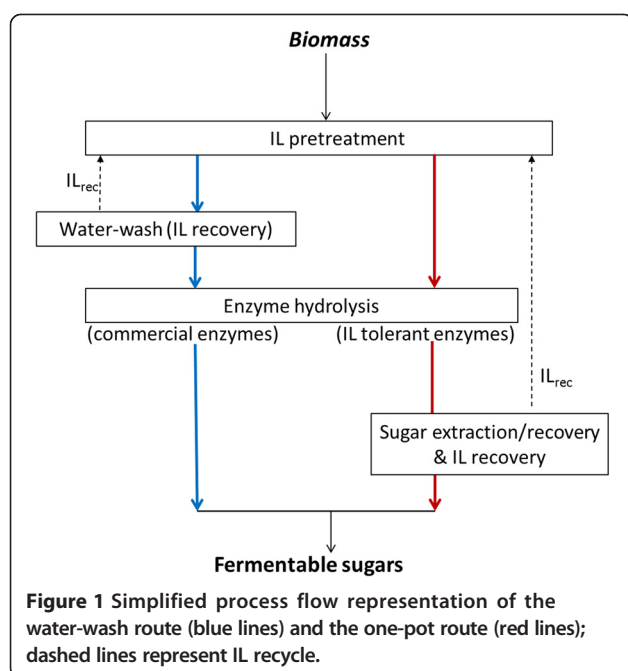 Biomass
IL pretreatment
ILrec
Water-wash (IL recovery)
Enzyme hydrolysis
(commercial enzymes)
(IL tolerant enzymes)
ILrec
Sugar extraction/recovery
& IL recovery
Fermentable sugars
Figure 1 Simplified process flow representation of the
water-wash route (blue lines) and the one-pot route (red lines);
dashed lines represent IL recycle.